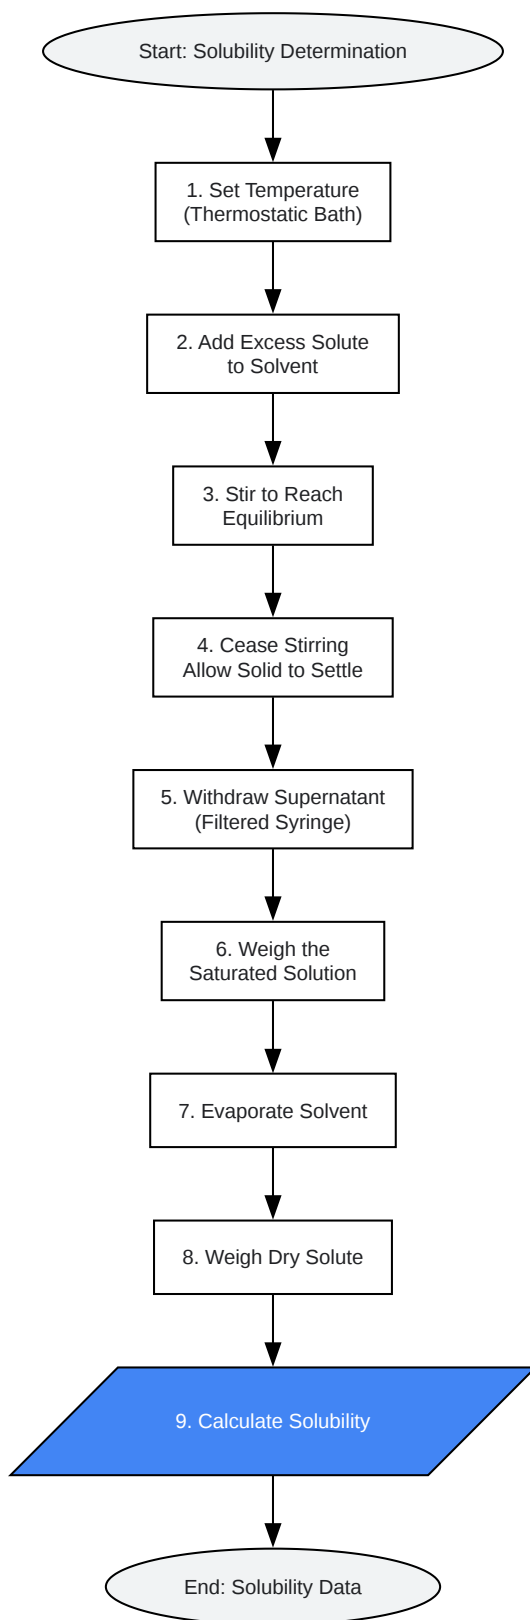 Start: Solubility Determination
1. Set Temperature
(Thermostatic Bath)
2. Add Excess Solute
to Solvent
3. Stir to Reach
Equilibrium
4. Cease Stirring
Allow Solid to Settle
5. Withdraw Supernatant
(Filtered Syringe)
6. Weigh the
Saturated Solution
7. Evaporate Solvent
8. Weigh Dry Solute
9. Calculate Solubility
End: Solubility Data